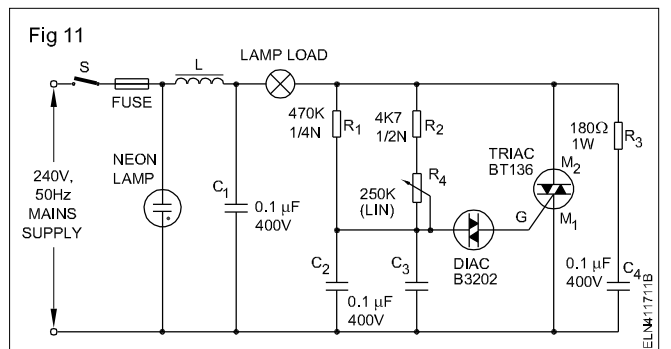 Fig 11
S
FUSE
L
LAMP LOAD
240V,
50Hz
MAINS
SUPPLY
NEON
LAMP
C1
0.1 µF
400V
470K
1/4N
R1
4K7
1/2N
R2
R4
250K
(LIN)
C2
0.1 µF
400V
C3
DIAC
B3202
G
TRIAC
BT136
M2
M1
180Ω
1W
R3
0.1 µF
400V
C4
ELN411711B